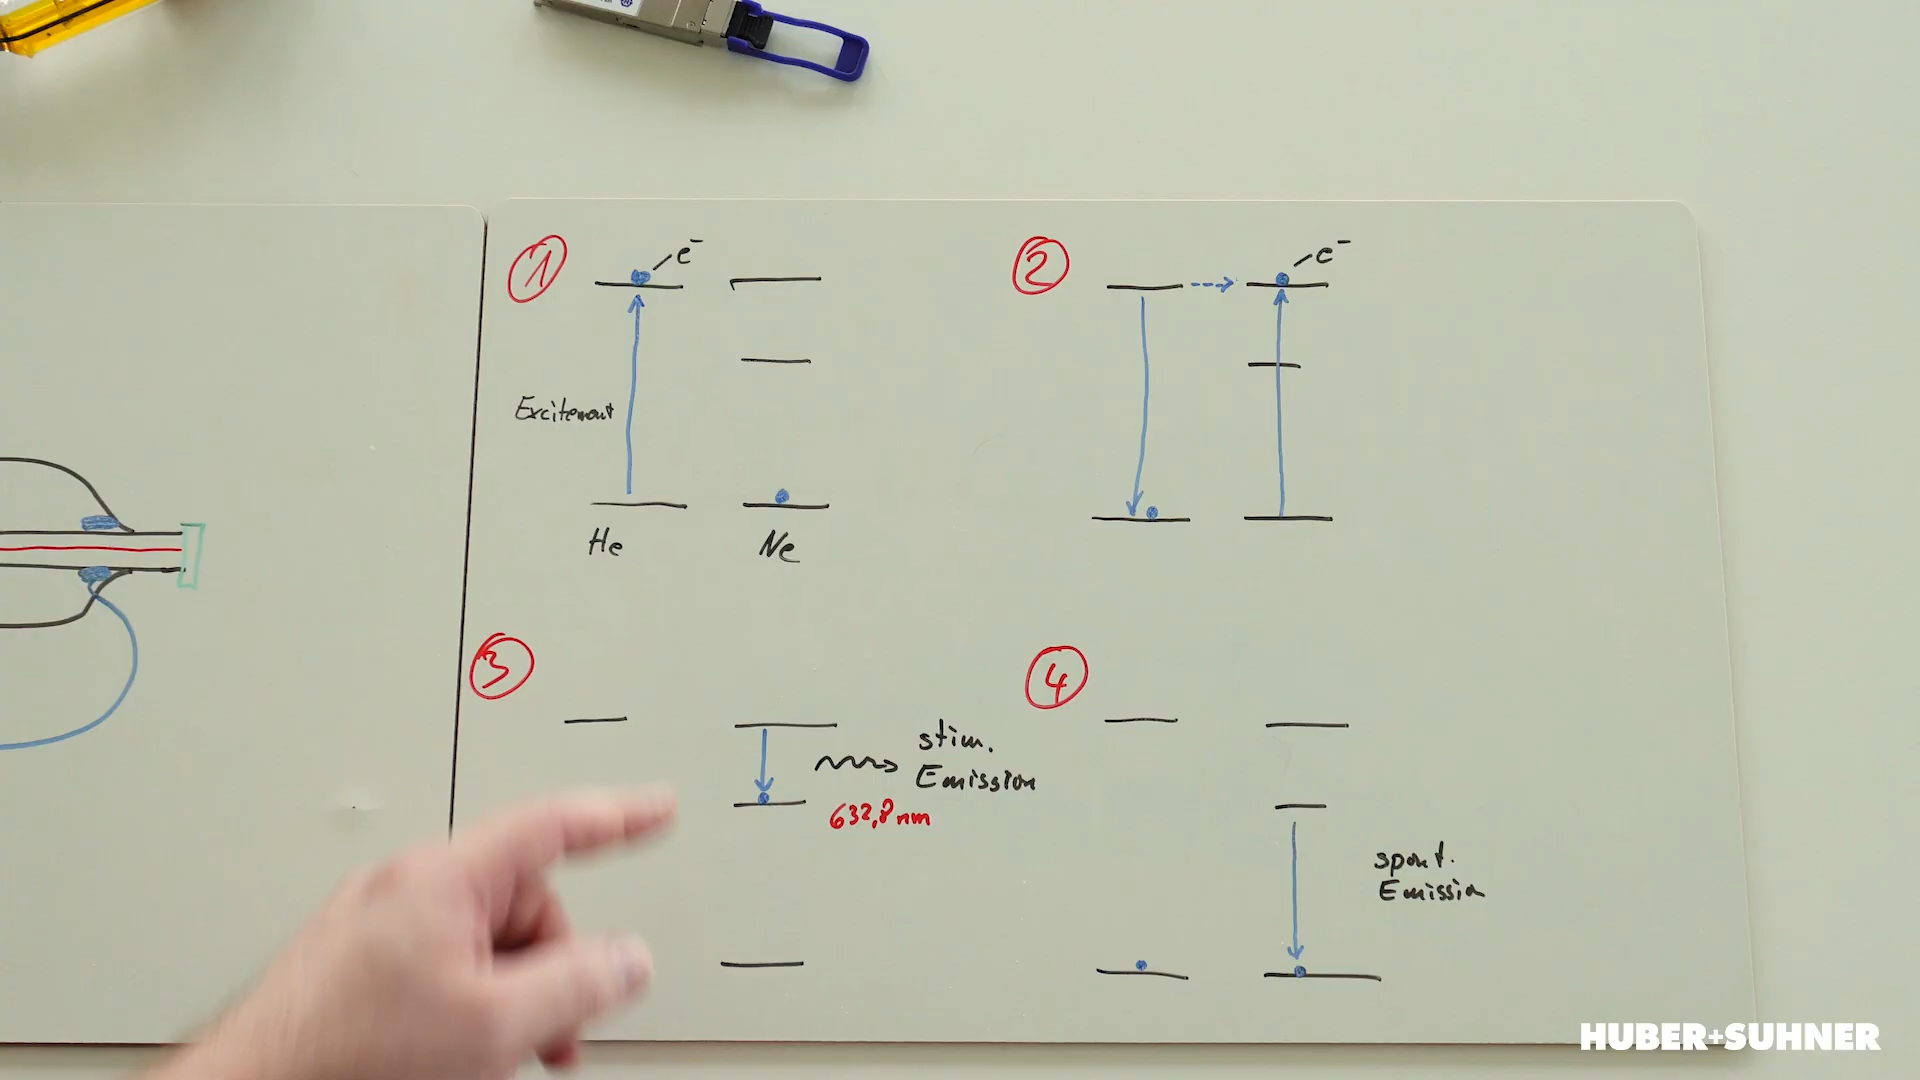 1
e⁻
Excitement
He
Ne
2
e⁻
3
stim.
Emission
632,8 nm
4
spont.
Emission
HUBER+SUHNER